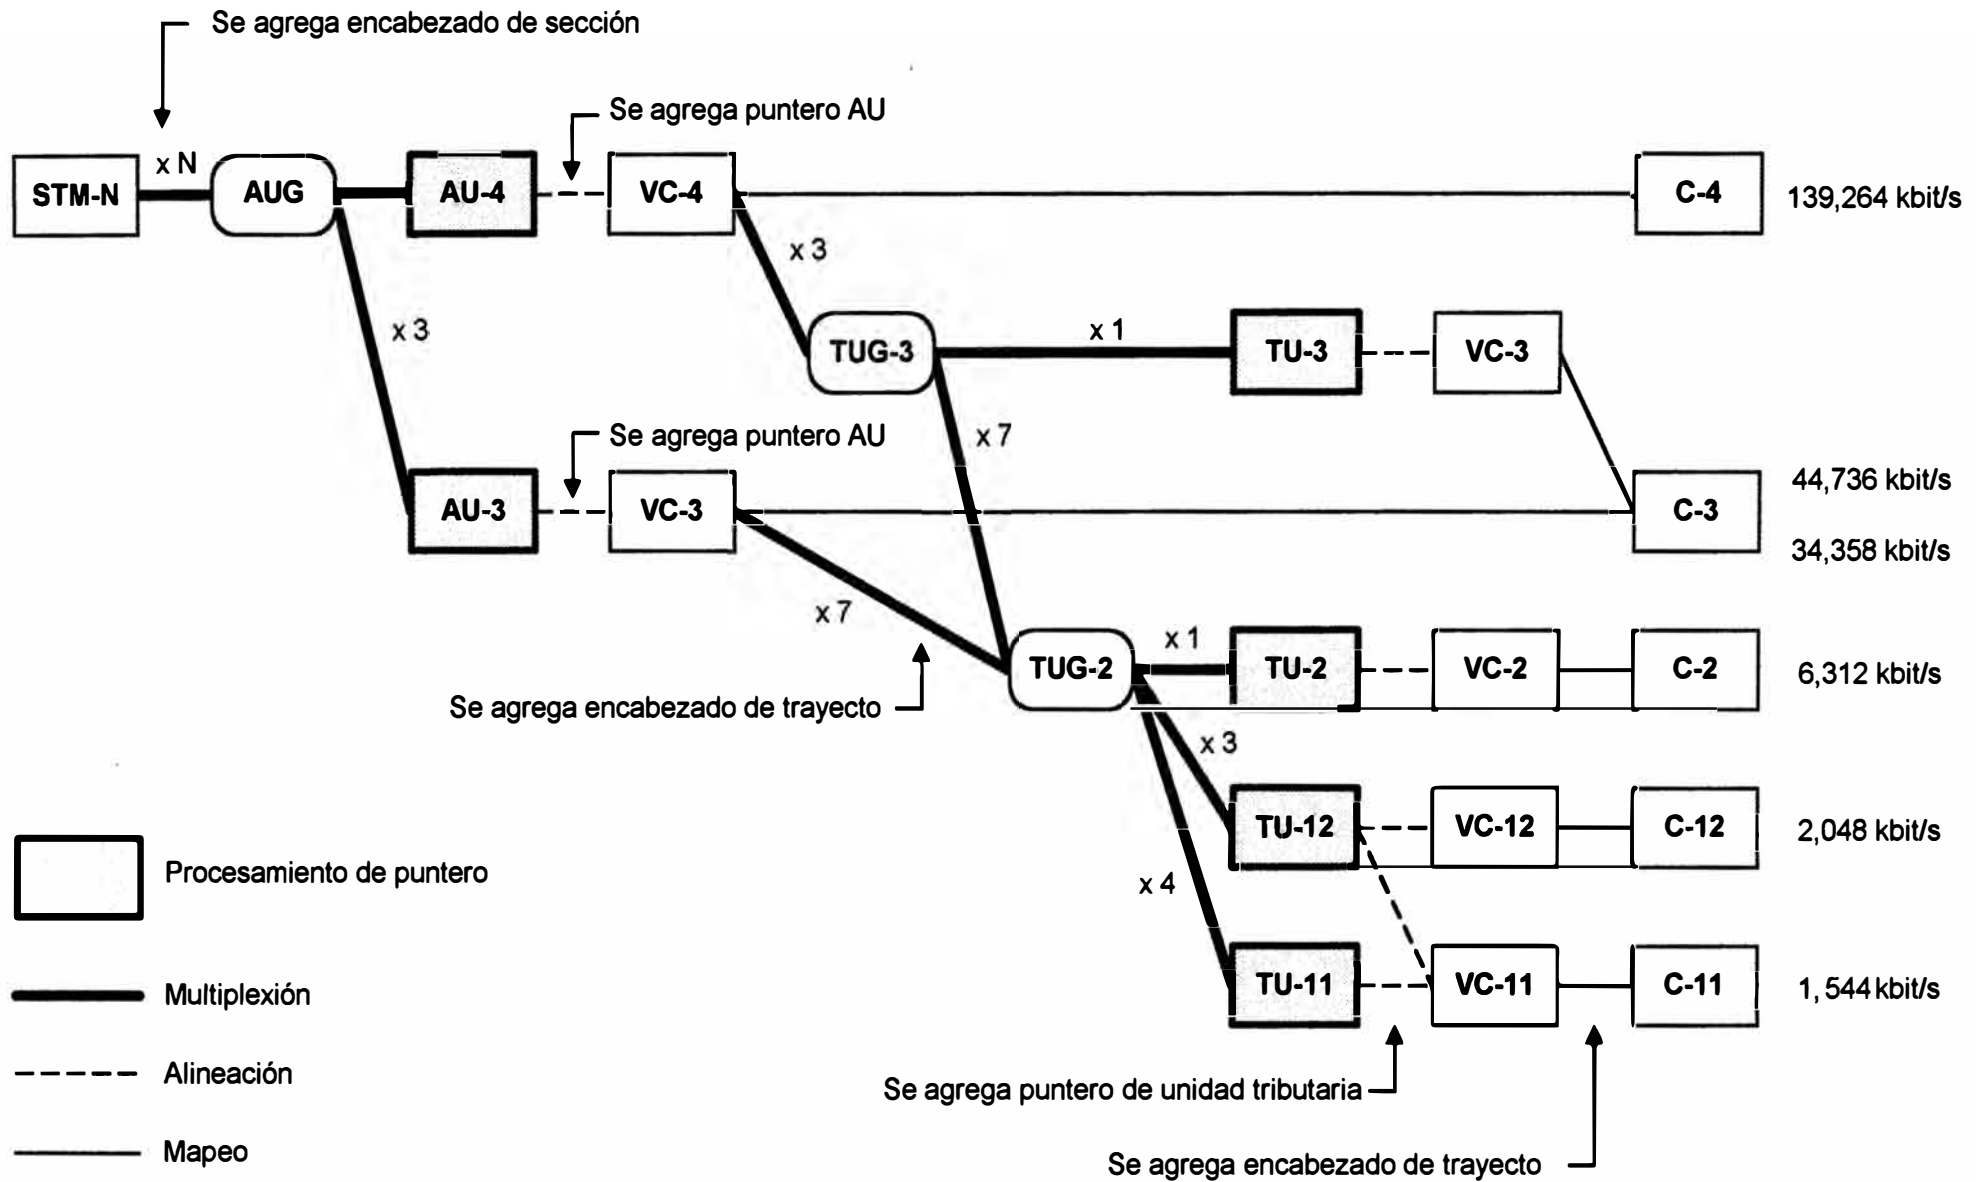 Se agrega encabezado de sección
Se agrega puntero AU
x N
STM-N
AUG
AU-4
VC-4
C-4
139,264 kbit/s
x 3
x 3
TUG-3
x 1
TU-3
VC-3
Se agrega puntero AU
x 7
AU-3
VC-3
C-3
44,736 kbit/s
34,358 kbit/s
x 7
TUG-2
x 1
TU-2
VC-2
C-2
6,312 kbit/s
Se agrega encabezado de trayecto
x 3
TU-12
VC-12
C-12
2,048 kbit/s
x 4
TU-11
VC-11
C-11
1,544 kbit/s
Procesamiento de puntero
Multiplexión
Alineación
Mapeo
Se agrega puntero de unidad tributaria
Se agrega encabezado de trayecto